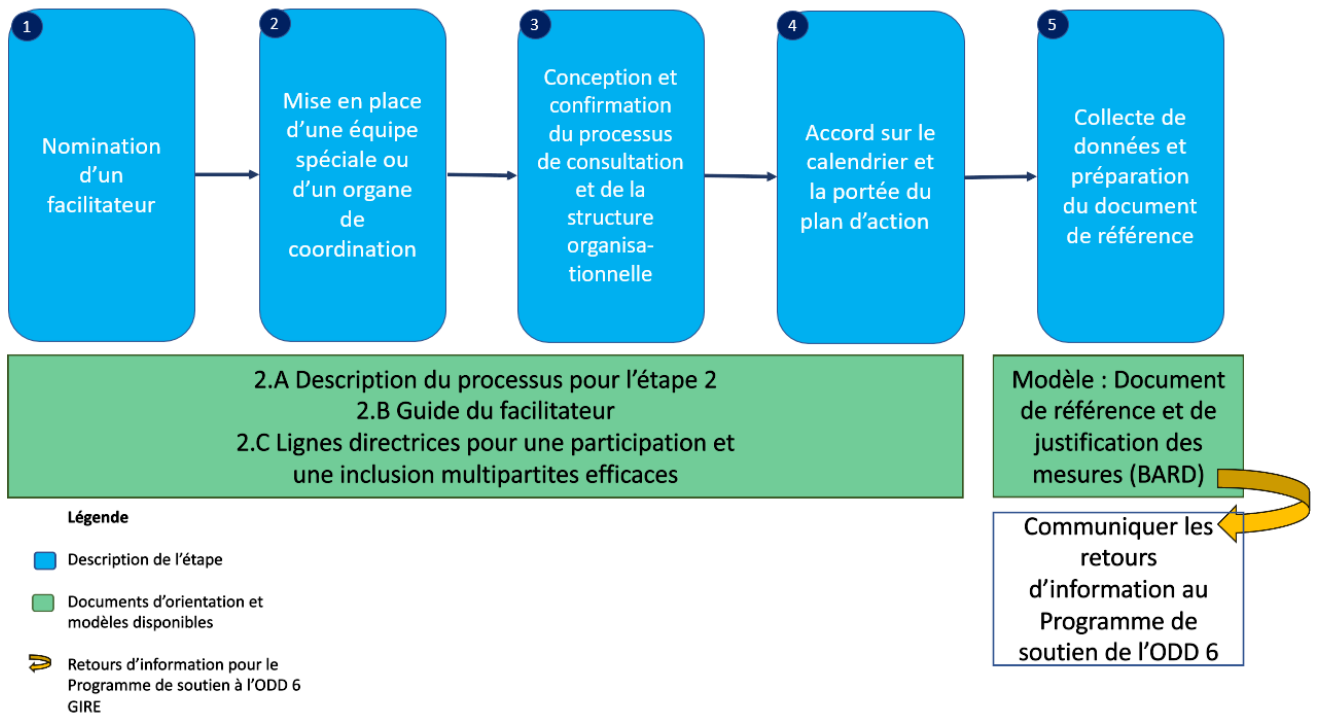 1
Nomination
d’un
facilitateur
2
Mise en place
d’une équipe
spéciale ou
d’un organe
de
coordination
3
Conception et
confirmation
du processus
de consultation
et de la
structure
organisa-
tionnelle
4
Accord sur le
calendrier et
la portée du
plan d’action
5
Collecte de
données et
préparation
du document
de référence
2.A Description du processus pour l’étape 2
2.B Guide du facilitateur
2.C Lignes directrices pour une participation et
une inclusion multipartites efficaces
Modèle : Document
de référence et de
justification des
mesures (BARD)
Communiquer les
retours
d’information au
Programme de
soutien de l’ODD 6
Légende
Description de l’étape
Documents d’orientation et
modèles disponibles
Retours d’information pour le
Programme de soutien à l’ODD 6
GIRE